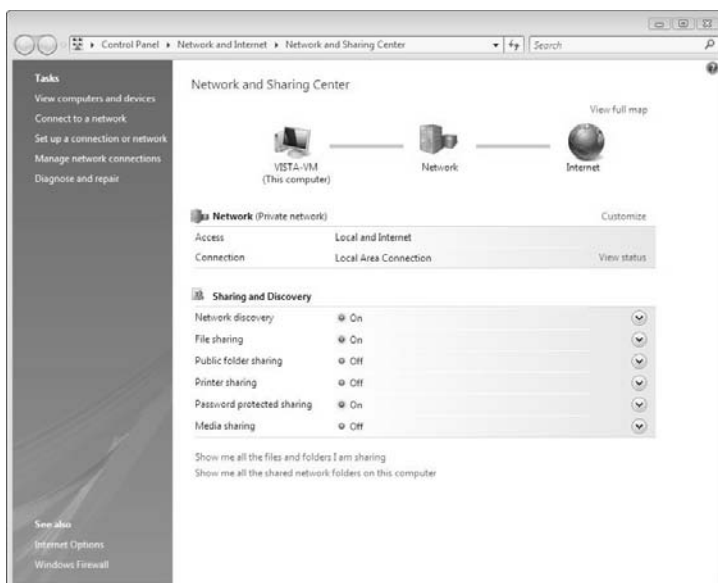 Control Panel ▸ Network and Internet ▸ Network and Sharing Center
Search
Tasks
View computers and devices
Connect to a network
Set up a connection or network
Manage network connections
Diagnose and repair
Network and Sharing Center
View full map
VISTA-VM
(This computer)
Network
Internet
Network (Private network)
Customize
Access Local and Internet
Connection Local Area Connection View status
Sharing and Discovery
Network discovery On
File sharing On
Public folder sharing Off
Printer sharing Off
Password protected sharing On
Media sharing Off
Show me all the files and folders I am sharing
Show me all the shared network folders on this computer
See also
Internet Options
Windows Firewall